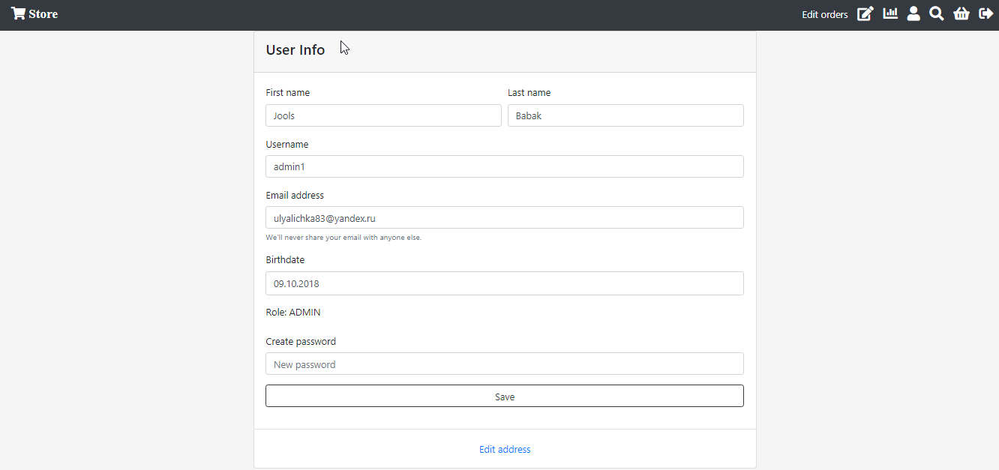 Store
Edit orders
User Info
First name
Last name
Jools
Babak
Username
admin1
Email address
ulyalichka83@yandex.ru
We'll never share your email with anyone else.
Birthdate
09.10.2018
Role: ADMIN
Create password
New password
Save
Edit address